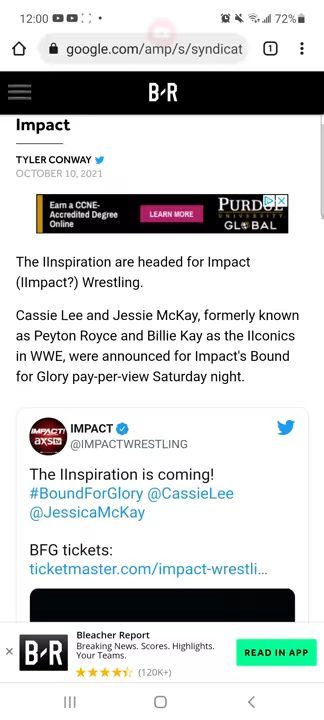 12:00
72%
google.com/amp/s/syndicat
1
B/R
Impact
TYLER CONWAY
OCTOBER 10, 2021
Earn a CCNE-
Accredited Degree
Online
LEARN MORE
PURDUE
UNIVERSITY
GLOBAL
The IInspiration are headed for Impact
(IImpact?) Wrestling.
Cassie Lee and Jessie McKay, formerly known
as Peyton Royce and Billie Kay as the IIconics
in WWE, were announced for Impact's Bound
for Glory pay-per-view Saturday night.
IMPACT!
axstv
IMPACT
@IMPACTWRESTLING
The IInspiration is coming!
#BoundForGlory @CassieLee
@JessicaMcKay
BFG tickets:
ticketmaster.com/impact-wrestli...
B/R
Bleacher Report
Breaking News. Scores. Highlights.
Your Teams.
(120K+)
READ IN APP